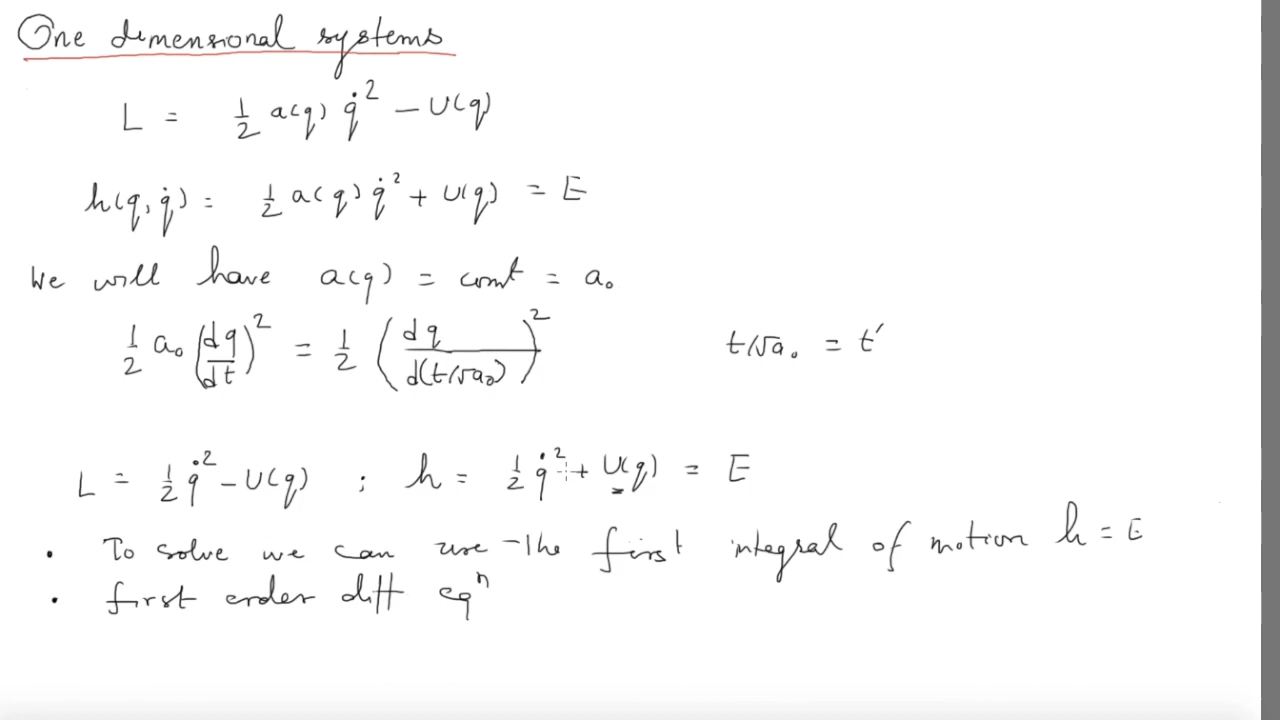 One dimensional systems
L = 1/2 a(q) q̇² − U(q)
h(q, q̇) = 1/2 a(q) q̇² + U(q) = E
We will have a(q) = const = a₀
1/2 a₀ (dq/dt)² = 1/2 (dq/d(t/√a₀))² t/√a₀ = t′
L = 1/2 q̇² − U(q) ; h = 1/2 q̇² + U(q) = E
• To solve we can use the first integral of motion h = E
• first order diff eqⁿ